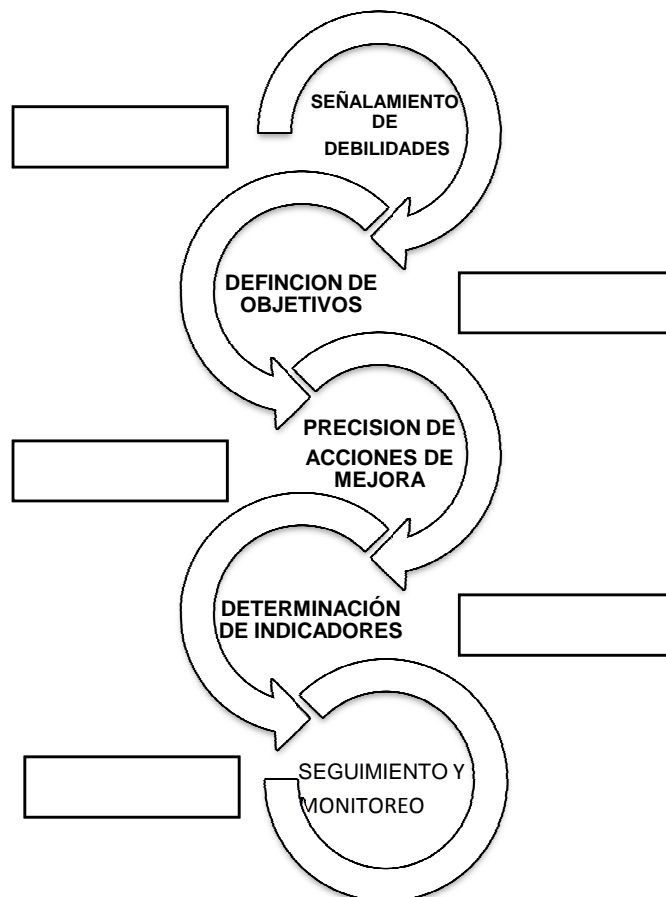 SEÑALAMIENTO
DE
DEBILIDADES
DEFINCION DE
OBJETIVOS
PRECISION DE
ACCIONES DE
MEJORA
DETERMINACIÓN
DE INDICADORES
SEGUIMIENTO Y
MONITOREO